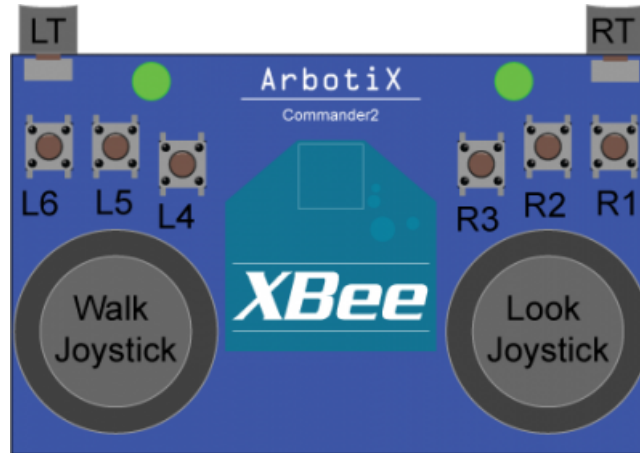 LT
RT
ArbotiX
Commander2
L6
L5
L4
R3
R2
R1
Walk
Joystick
XBee
Look
Joystick